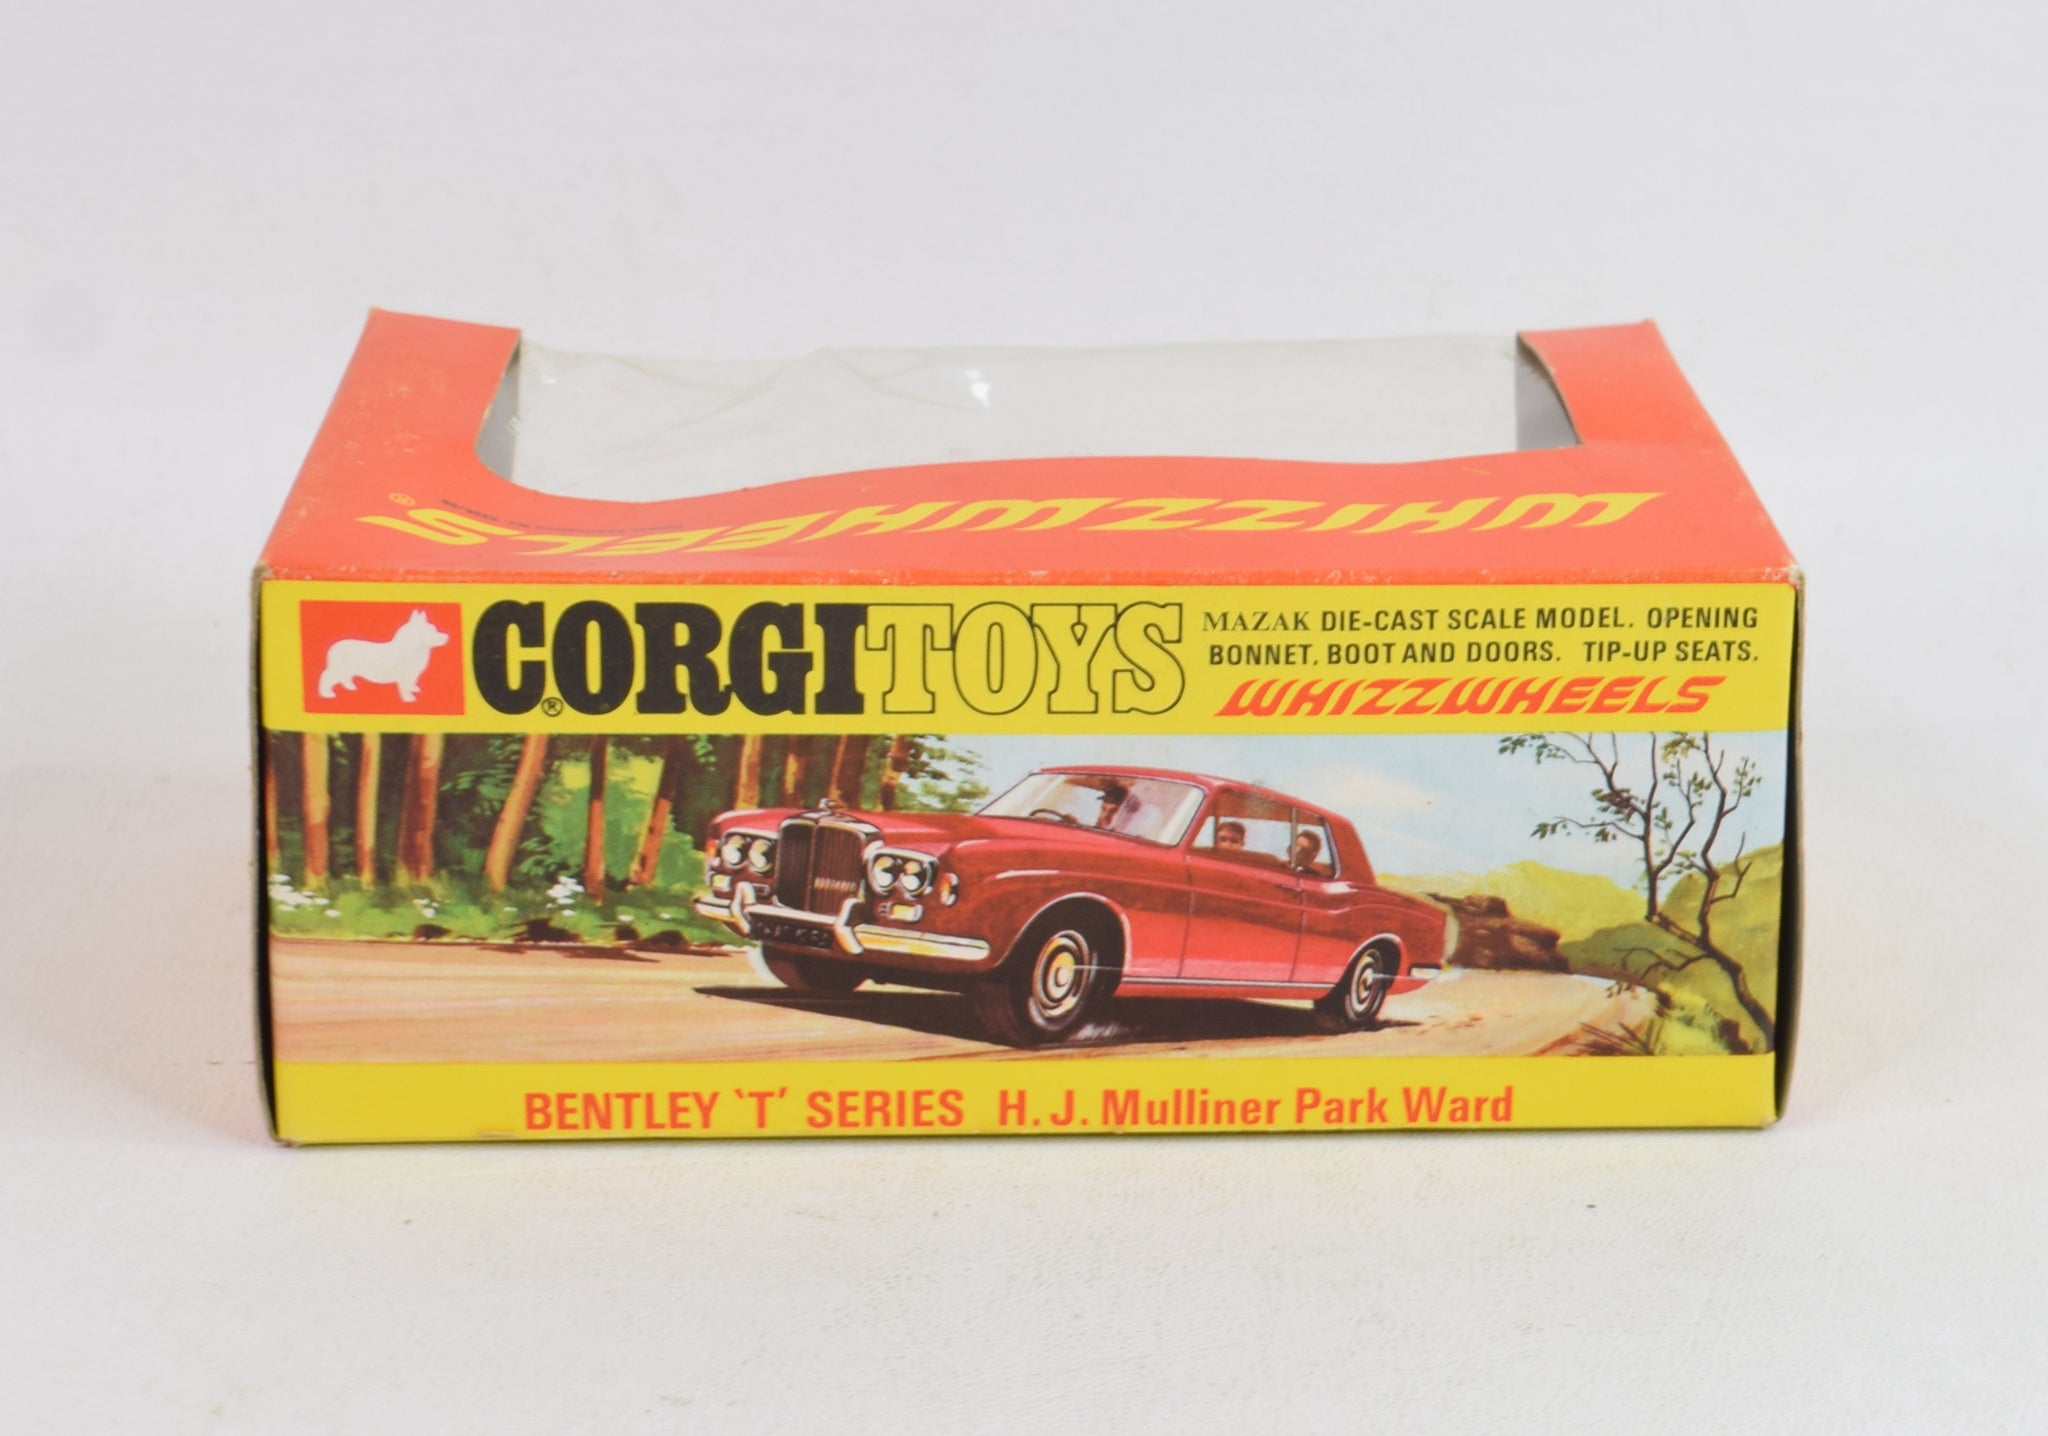 WHIZZWHEELS
®
CORGI TOYS
®
MAZAK DIE-CAST SCALE MODEL. OPENING
BONNET, BOOT AND DOORS. TIP-UP SEATS.
WHIZZWHEELS
BENTLEY 'T' SERIES H. J. Mulliner Park Ward